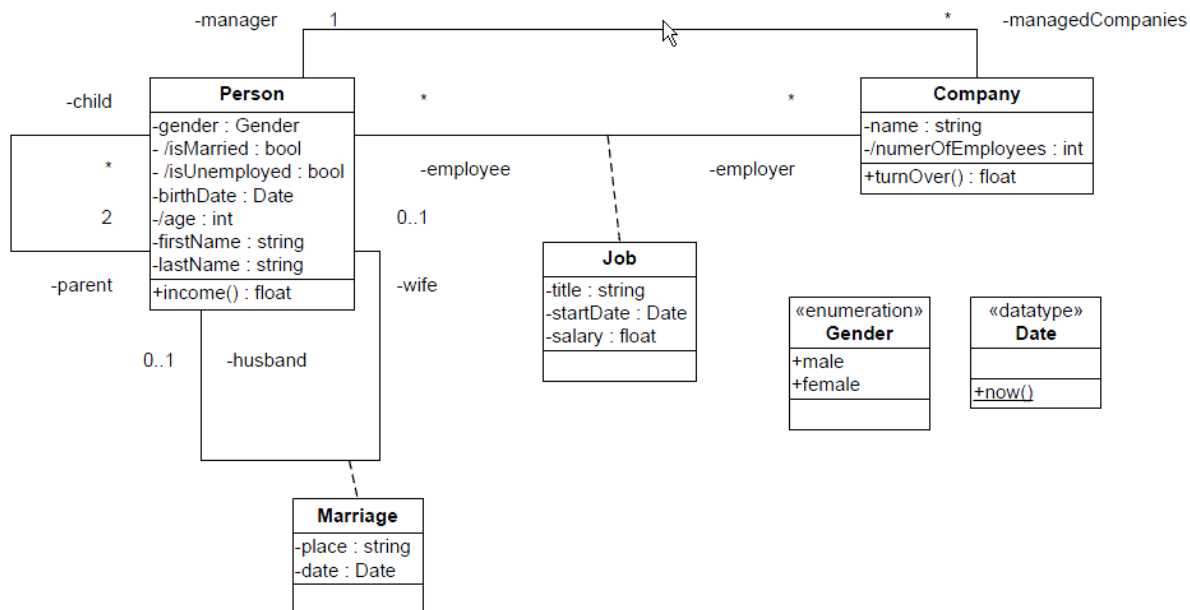 -manager 1 * -managedCompanies
Person
-gender : Gender
- /isMarried : bool
- /isUnemployed : bool
-birthDate : Date
-/age : int
-firstName : string
-lastName : string
+income() : float
-child
*
2
-parent
* *
-employee -employer
Company
-name : string
-/numerOfEmployees : int
+turnOver() : float
0..1
-wife
0..1 -husband
Job
-title : string
-startDate : Date
-salary : float
«enumeration»
Gender
+male
+female
«datatype»
Date
+now()
Marriage
-place : string
-date : Date